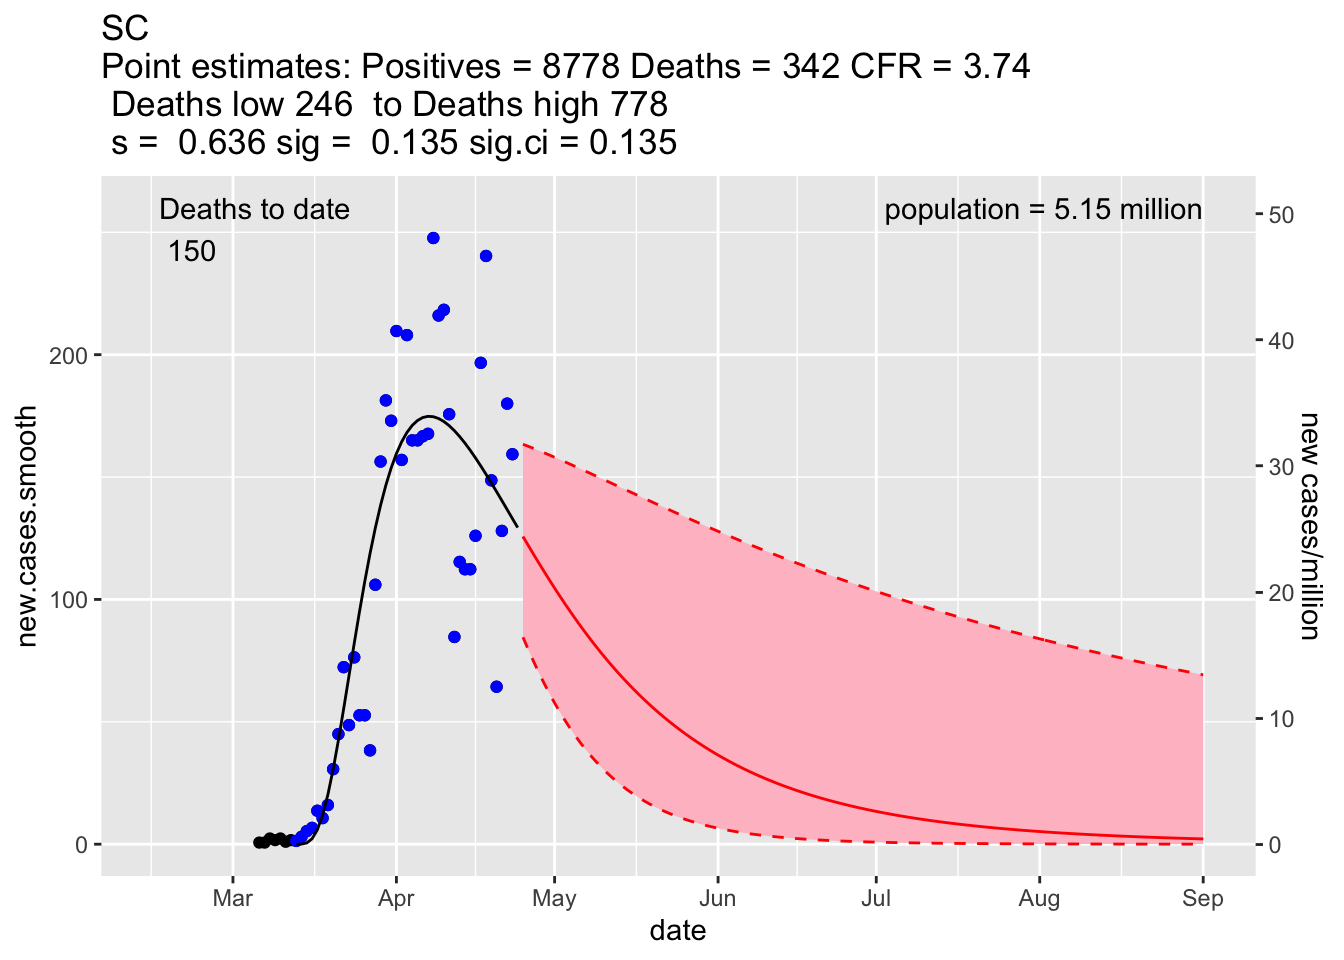 SC
Point estimates: Positives = 8778 Deaths = 342 CFR = 3.74
Deaths low 246  to Deaths high 778
s =  0.636 sig =  0.135 sig.ci = 0.135
Deaths to date
150
population = 5.15 million
new.cases.smooth
200
100
0
50
40
30
20
10
0
new cases/million
Mar Apr May Jun Jul Aug Sep
date